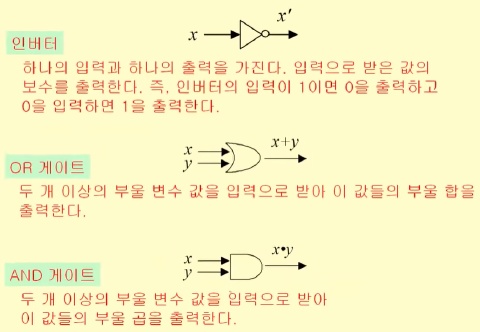 x x′
인버터
하나의 입력과 하나의 출력을 가진다. 입력으로 받은 값의
보수를 출력한다. 즉, 인버터의 입력이 1이면 0을 출력하고
0을 입력하면 1을 출력한다.
x x+y
y
OR 게이트
두 개 이상의 부울 변수 값을 입력으로 받아 이 값들의 부울 합을
출력한다.
x x•y
y
AND 게이트
두 개 이상의 부울 변수 값을 입력으로 받아
이 값들의 부울 곱을 출력한다.